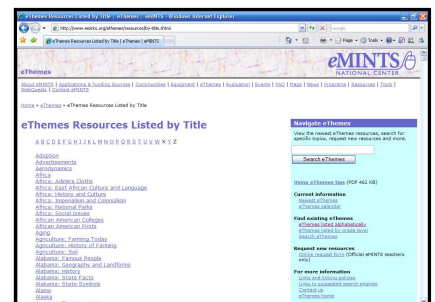 eThemes Resources Listed by Title | eThemes | eMINTS - Windows Internet Explorer
http://www.emints.org/ethemes/resources/by-title.shtml
Google
eThemes Resources Listed by Title | eThemes | eMINTS
Page
Tools
eMINTS
NATIONAL CENTER
eThemes
About eMINTS | Applications & Funding Sources | Communities | Equipment | eThemes | Evaluation | Events | FAQ | Maps | News | Programs | Resources | Tools |
WebQuests | Contact eMINTS
Home » eThemes » eThemes Resources Listed by Title
eThemes Resources Listed by Title
A B C D E F G H I J K L M N O P Q R S T U V W X Y Z
Adoption
Advertisements
Aerodynamics
Africa
Africa: Adinkra Cloths
Africa: East African Culture and Language
Africa: History and Culture
Africa: Imperialism and Colonialism
Africa: National Parks
Africa: Social Issues
African American Colleges
African American Firsts
Aging
Agriculture: Farming Today
Agriculture: History of Farming
Agriculture: Soil
Alabama: Famous People
Alabama: Geography and Landforms
Alabama: History
Alabama: State Facts
Alabama: State Symbols
Alamo
Alaska
Navigate eThemes
View the newest eThemes resources, search for
specific topics, request new resources and more.
Search eThemes
Using eThemes tips (PDF 462 KB)
Current information
Newest eThemes
eThemes calendar
Find existing eThemes
eThemes listed alphabetically
eThemes listed by grade level
Search eThemes
Request new resources
Online request form (Official eMINTS teachers
only)
For more information
Links and linking policies
Links to suggested search engines
Contact us
eThemes home